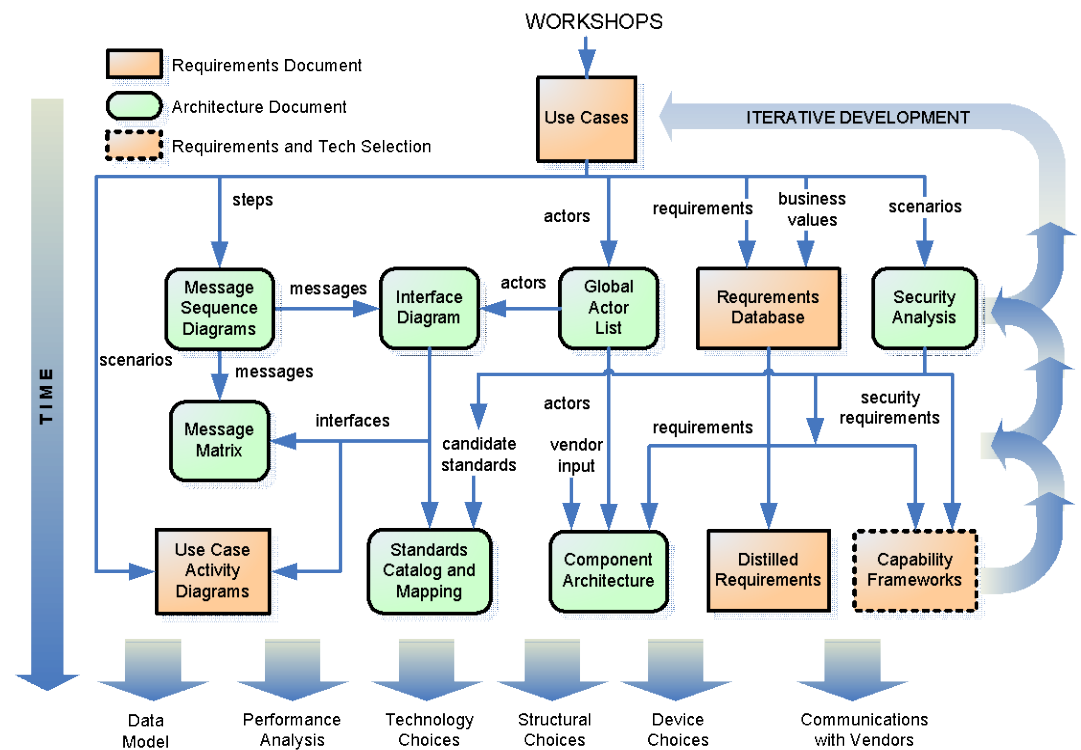 WORKSHOPS
Requirements Document
Architecture Document
Requirements and Tech Selection
Use Cases
ITERATIVE DEVELOPMENT
TIME
steps
actors
requirements
business
values
scenarios
Message
Sequence
Diagrams
messages
Interface
Diagram
actors
Global
Actor
List
Requrements
Database
Security
Analysis
scenarios
messages
Message
Matrix
interfaces
candidate
standards
actors
vendor
input
requirements
security
requirements
Use Case
Activity
Diagrams
Standards
Catalog and
Mapping
Component
Architecture
Distilled
Requirements
Capability
Frameworks
Data
Model
Performance
Analysis
Technology
Choices
Structural
Choices
Device
Choices
Communications
with Vendors